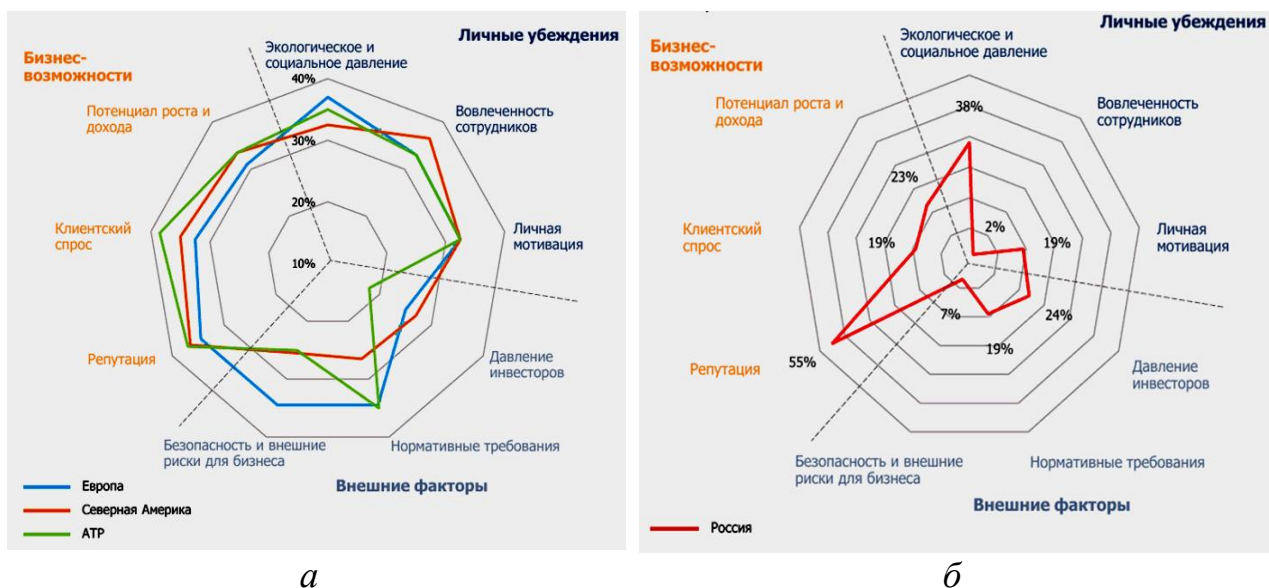 Личные убеждения
Экологическое и
социальное давление
Бизнес-
возможности
40%
Потенциал роста и
дохода
Вовлеченность
сотрудников
30%
20%
Клиентский
спрос
Личная
мотивация
10%
Репутация
Давление
инвесторов
Безопасность и внешние
риски для бизнеса
Нормативные требования
Внешние факторы
Европа
Северная Америка
АТР
а
Личные убеждения
Экологическое и
социальное давление
Бизнес-
возможности
Потенциал роста и
дохода
38%
Вовлеченность
сотрудников
23%
Клиентский
спрос
19%
2%
19%
Личная
мотивация
7%
24%
19%
Репутация
55%
Давление
инвесторов
Безопасность и внешние
риски для бизнеса
Нормативные требования
Внешние факторы
Россия
б